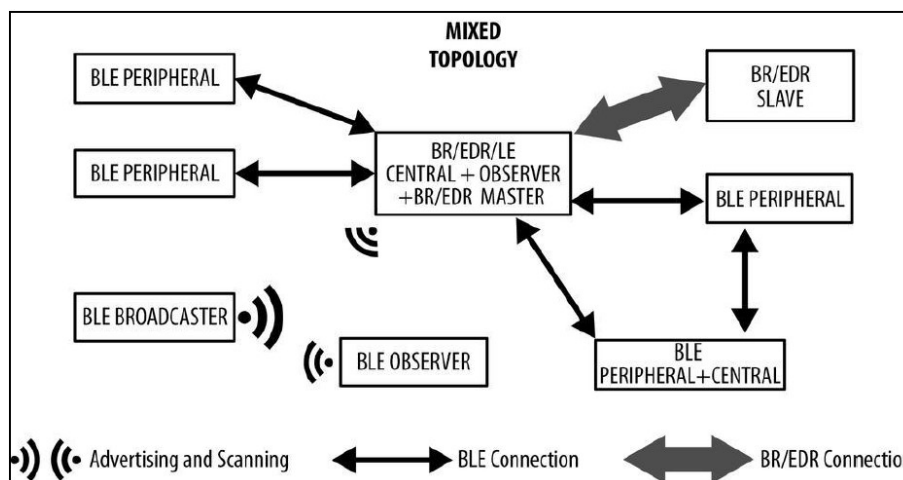 MIXED
TOPOLOGY
BLE PERIPHERAL
BR/EDR
SLAVE
BLE PERIPHERAL
BR/EDR/LE
CENTRAL + OBSERVER
+BR/EDR MASTER
BLE PERIPHERAL
BLE BROADCASTER
BLE OBSERVER
BLE
PERIPHERAL+CENTRAL
Advertising and Scanning
BLE Connection
BR/EDR Connectio